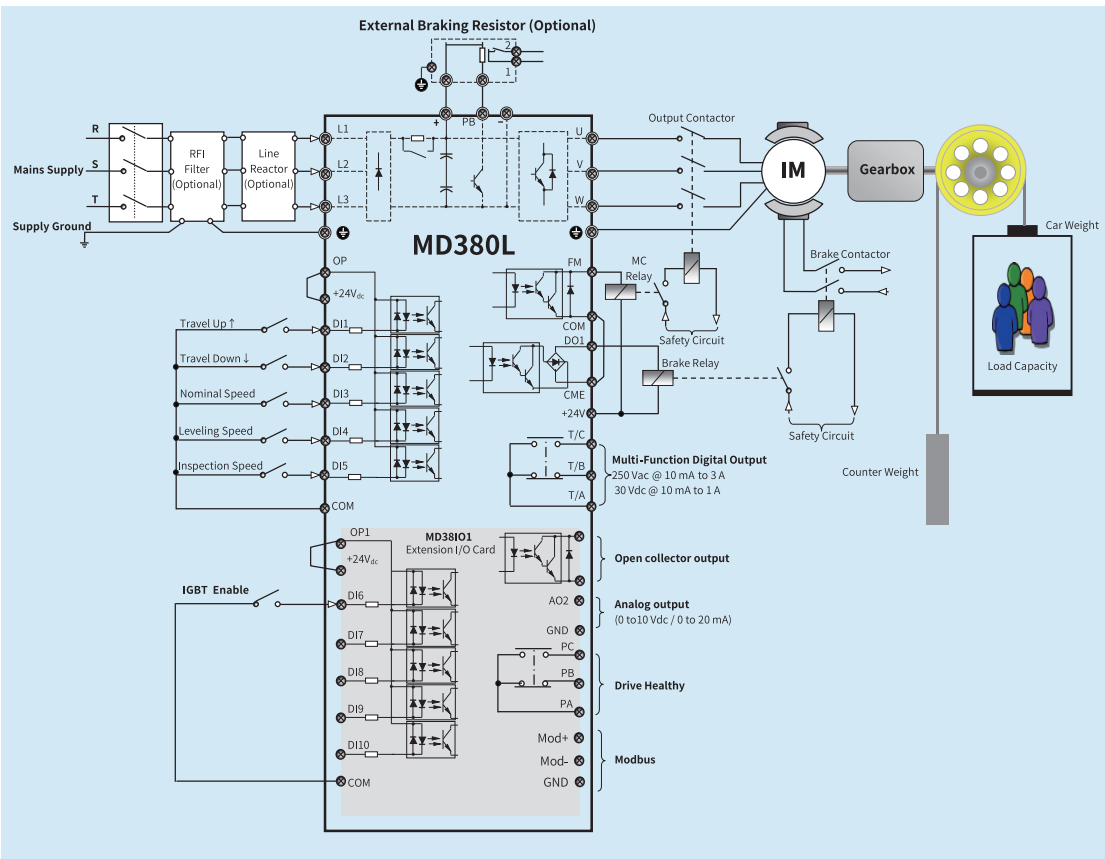 External Braking Resistor (Optional)
2
1
+
PB
-
R
S
T
Mains Supply
Supply Ground
RFI
Filter
(Optional)
Line
Reactor
(Optional)
L1
L2
L3
U
V
W
Output Contactor
IM
Gearbox
Car Weight
MD380L
OP
+24Vdc
FM
COM
DO1
CME
+24V
MC
Relay
Safety Circuit
Brake Contactor
Brake Relay
Safety Circuit
Load Capacity
Counter Weight
Travel Up ↑
DI1
Travel Down ↓
DI2
Nominal Speed
DI3
Leveling Speed
DI4
Inspection Speed
DI5
COM
T/C
T/B
T/A
Multi-Function Digital Output
250 Vac @ 10 mA to 3 A
30 Vdc @ 10 mA to 1 A
OP1
+24Vdc
MD38IO1
Extension I/O Card
Open collector output
IGBT Enable
DI6
DI7
DI8
DI9
DI10
COM
AO2
GND
Analog output
(0 to10 Vdc / 0 to 20 mA)
PC
PB
PA
Drive Healthy
Mod+
Mod-
GND
Modbus